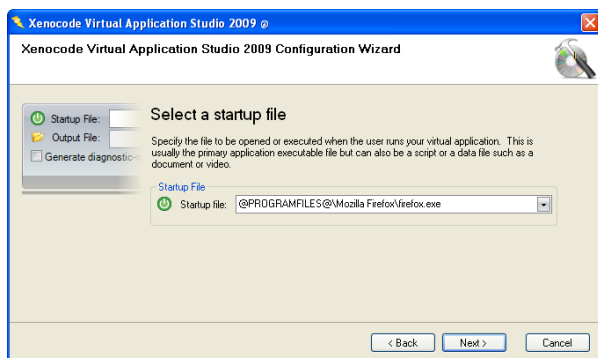 Xenocode Virtual Application Studio 2009 @
Xenocode Virtual Application Studio 2009 Configuration Wizard
Startup File:
Output File:
Generate diagnostic-
Select a startup file
Specify the file to be opened or executed when the user runs your virtual application. This is
usually the primary application executable file but can also be a script or a data file such as a
document or video.
Startup File
Startup file: @PROGRAMFILES@\Mozilla Firefox\firefox.exe
< Back Next > Cancel